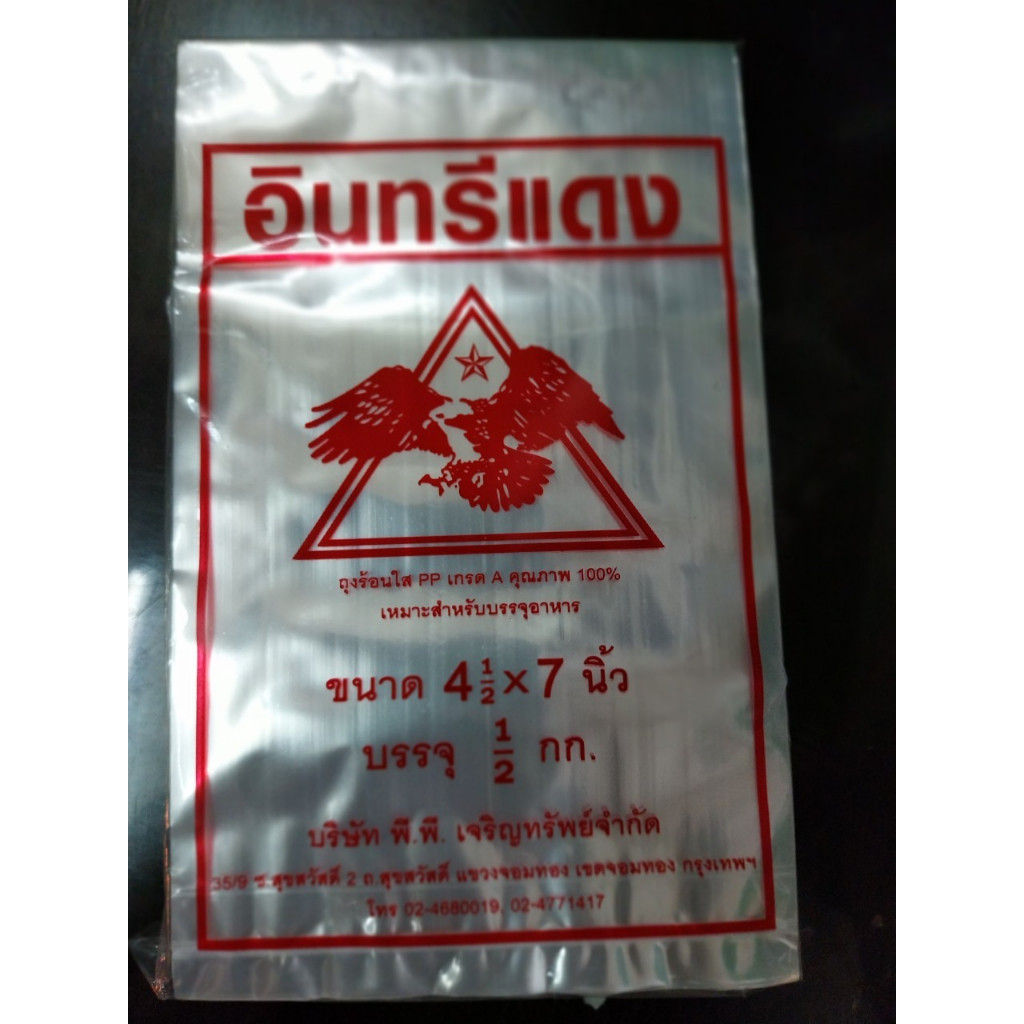 อินทรีแดง
ถุงร้อนใส PP เกรด A คุณภาพ 100%
เหมาะสำหรับบรรจุอาหาร
ขนาด 4 1/2 × 7 นิ้ว
บรรจุ 1/2 กก.
บริษัท พี.พี. เจริญทรัพย์จำกัด
35/9 ซ.สุขสวัสดิ์ 2 ถ.สุขสวัสดิ์ แขวงจอมทอง เขตจอมทอง กรุงเทพฯ
โทร 02-4680019, 02-4771417